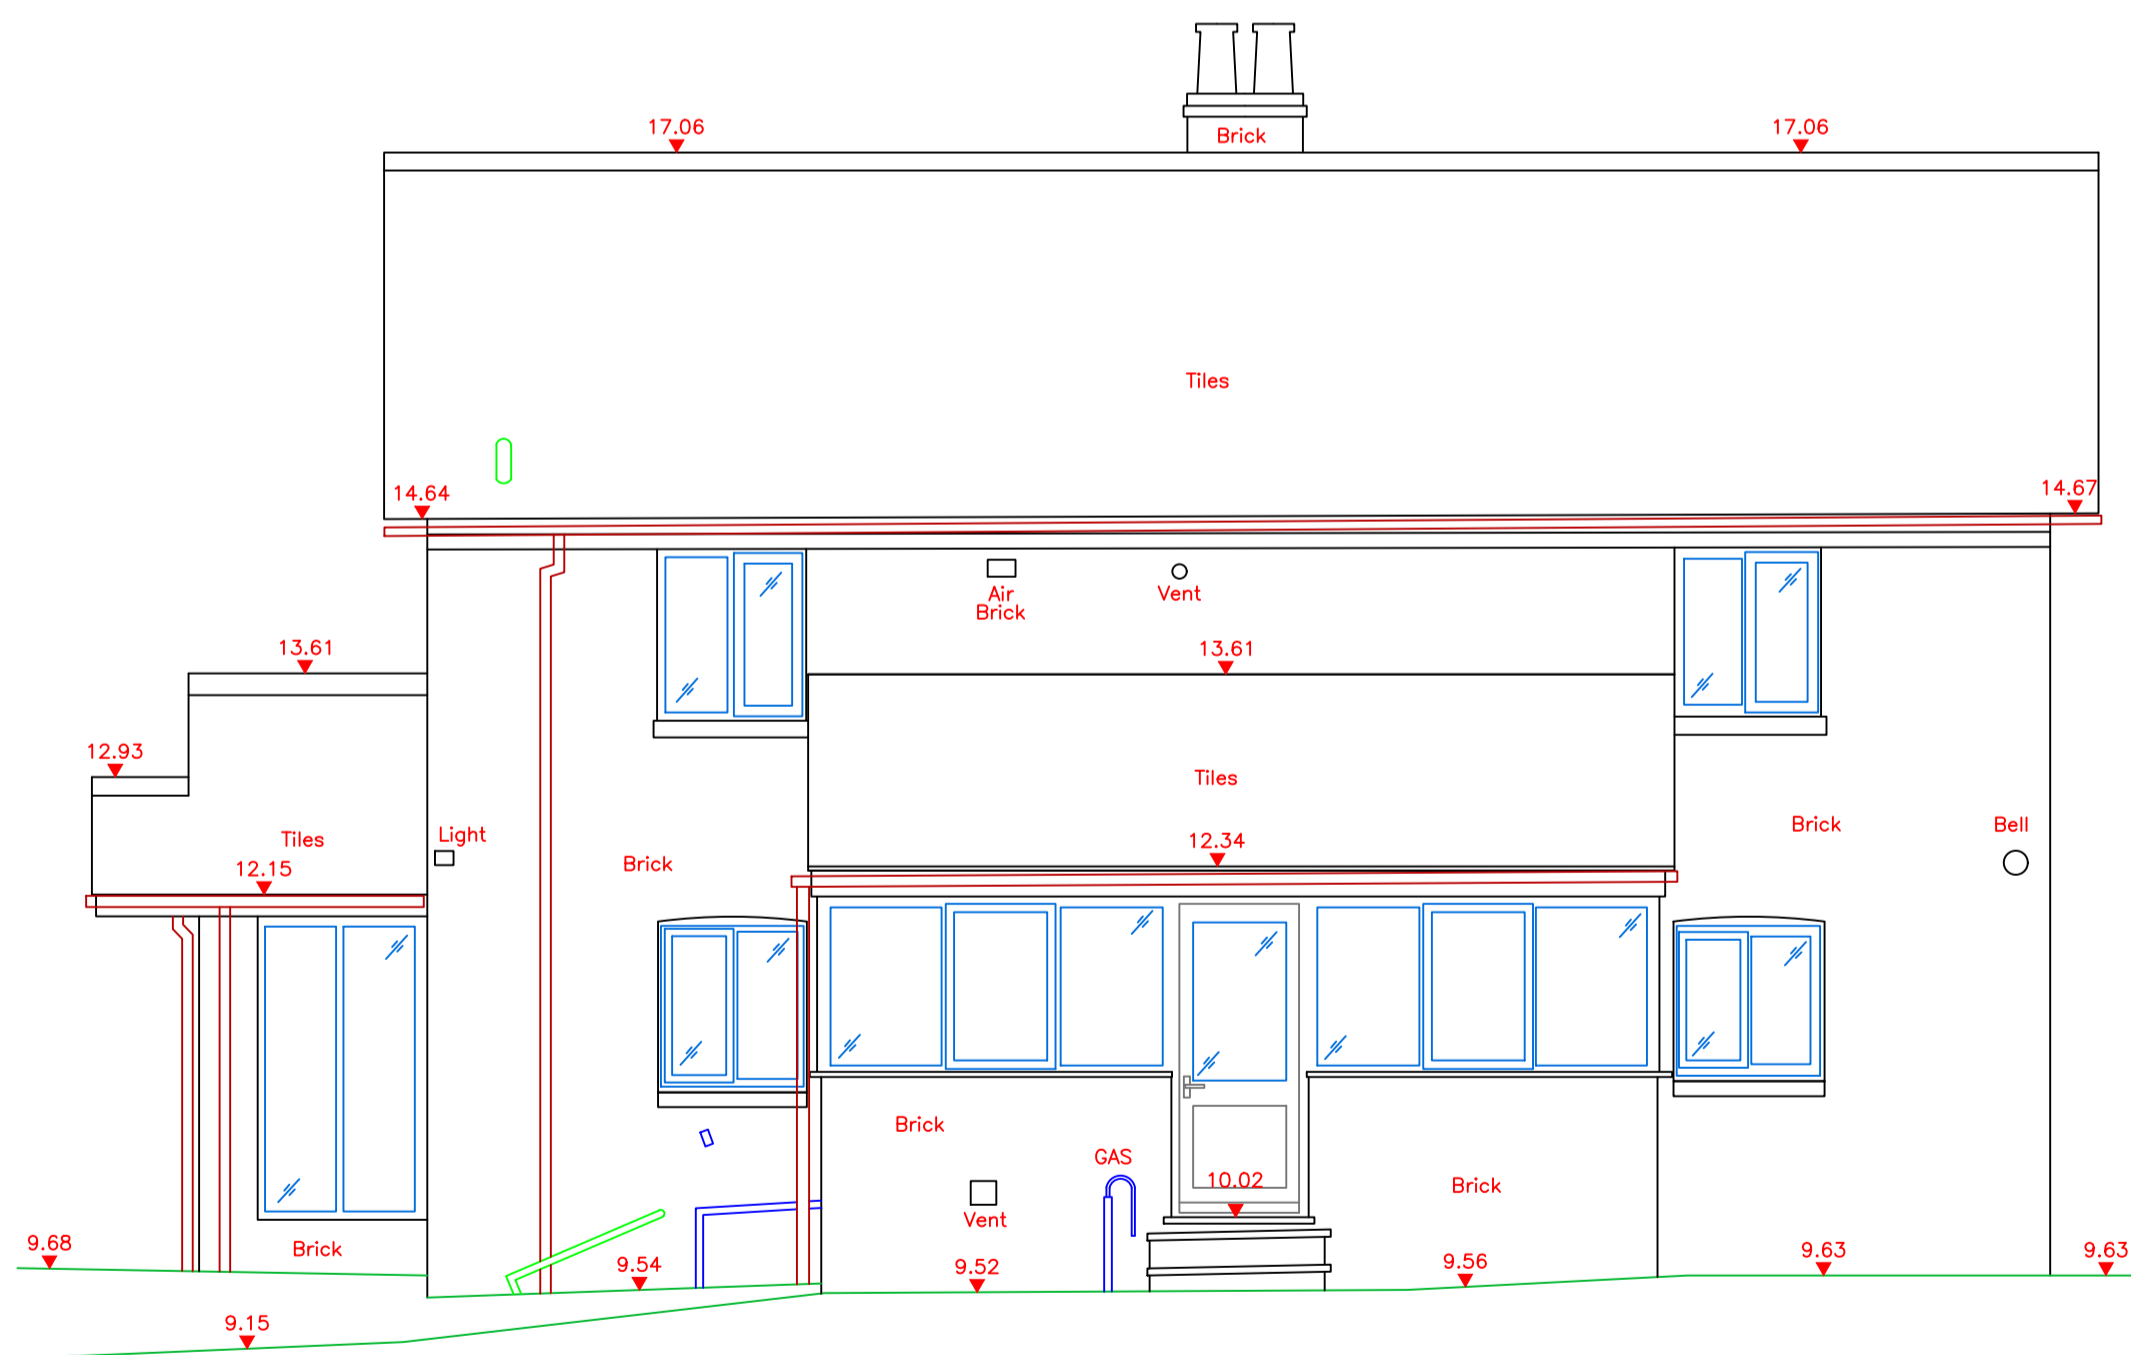 Brick
17.06
17.06
Tiles
14.64
14.67
Air
Brick
Vent
13.61
13.61
12.93
Tiles
Light
Tiles
12.15
Brick
12.34
Brick
Bell
Brick
GAS
10.02
Brick
Vent
Brick
9.68
9.54
9.52
9.56
9.63
9.63
9.15